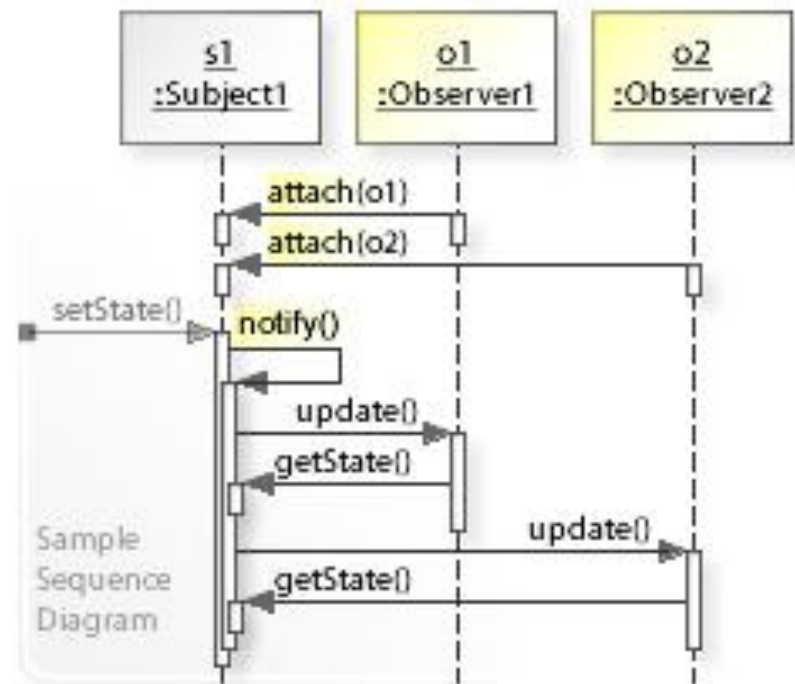 s1
:Subject1
o1
:Observer1
o2
:Observer2
attach(o1)
attach(o2)
setState()
notify()
update()
getState()
update()
getState()
Sample
Sequence
Diagram